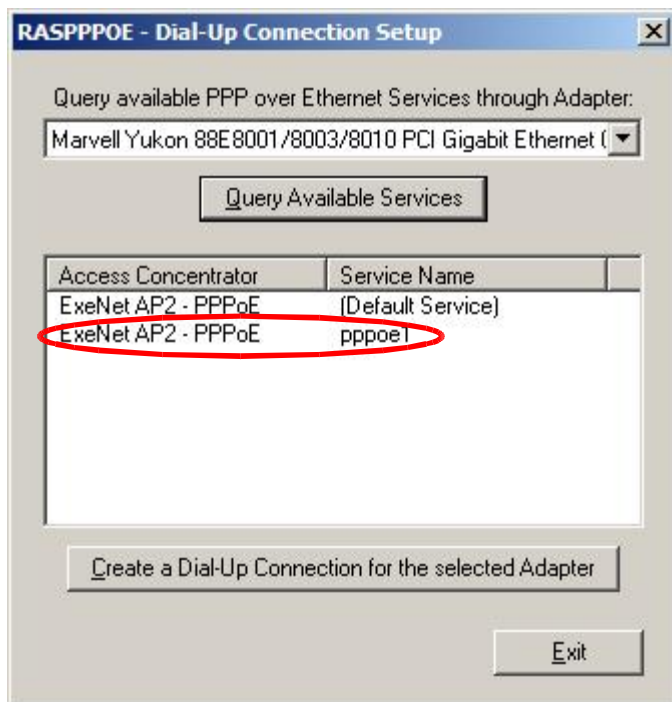 RASPPPOE - Dial-Up Connection Setup
Query available PPP over Ethernet Services through Adapter:
Marvell Yukon 88E8001/8003/8010 PCI Gigabit Ethernet (
Query Available Services
Access Concentrator Service Name
ExeNet AP2 - PPPoE (Default Service)
ExeNet AP2 - PPPoE pppoe1
Create a Dial-Up Connection for the selected Adapter
Exit